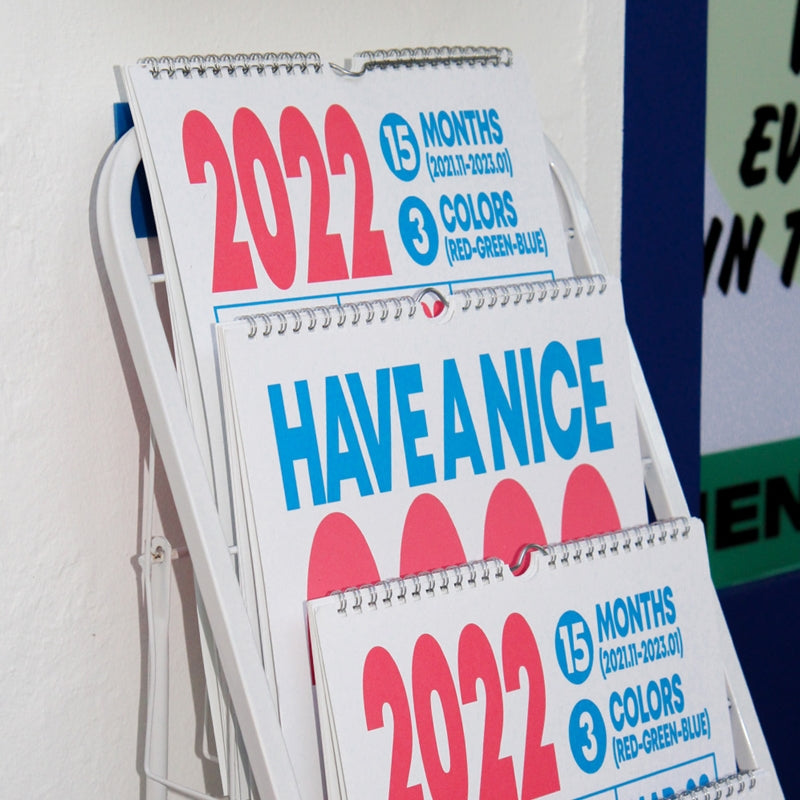 2022
15 MONTHS
(2021.11-2023.01)
3 COLORS
(RED-GREEN-BLUE)
HAVE A NICE
2022
15 MONTHS
(2021.11-2023.01)
3 COLORS
(RED-GREEN-BLUE)
IN